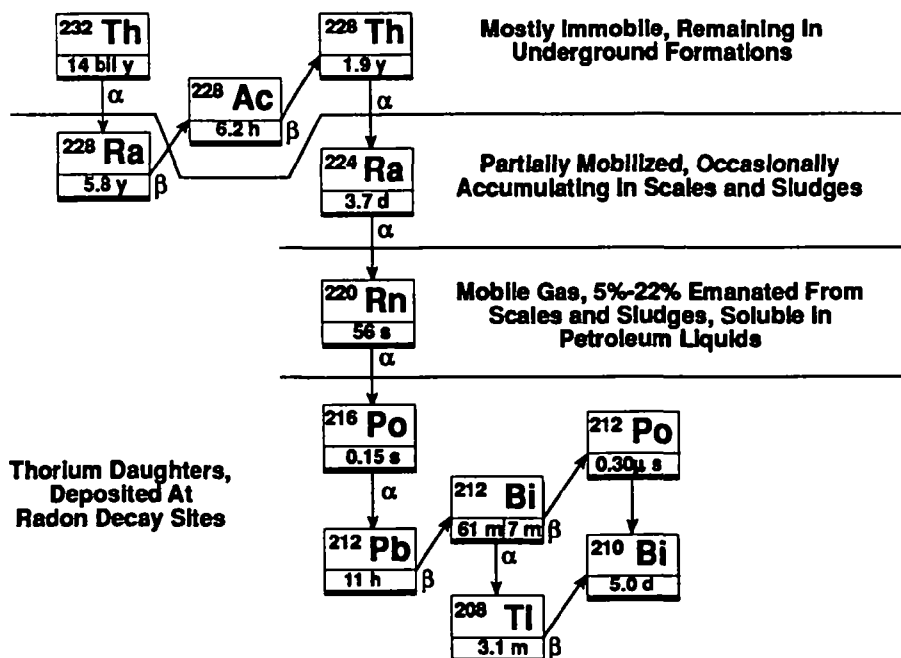 232 Th
14 bil y
α
228 Ra
5.8 y
β
228 Ac
6.2 h
β
228 Th
1.9 y
α
Mostly Immobile, Remaining In
Underground Formations
224 Ra
3.7 d
α
Partially Mobilized, Occasionally
Accumulating In Scales and Sludges
220 Rn
56 s
α
Mobile Gas, 5%-22% Emanated From
Scales and Sludges, Soluble in
Petroleum Liquids
216 Po
0.15 s
α
Thorium Daughters,
Deposited At
Radon Decay Sites
212 Pb
11 h
β
212 Bi
61 m 7 m
β
α
212 Po
0.30μ s
210 Bi
5.0 d
208 Tl
3.1 m
β